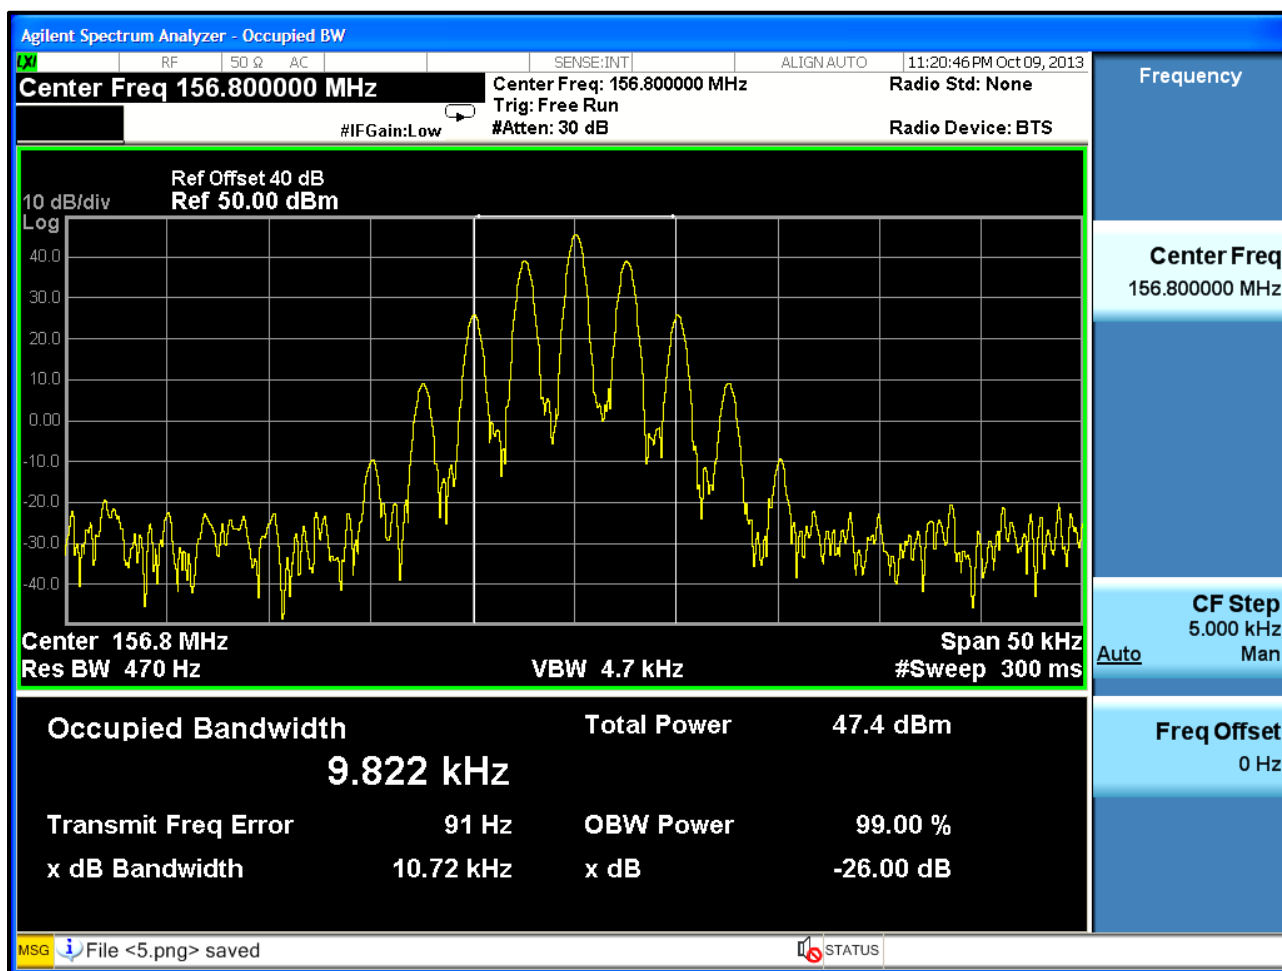 Agilent Spectrum Analyzer - Occupied BW
LXI RF 50 Ω AC SENSE:INT ALIGN AUTO 11:20:46 PM Oct 09, 2013
Center Freq 156.800000 MHz
Center Freq: 156.800000 MHz
Radio Std: None
Trig: Free Run
#IFGain:Low
#Atten: 30 dB
Radio Device: BTS
Ref Offset 40 dB
10 dB/div Ref 50.00 dBm
Log
40.0
30.0
20.0
10.0
0.00
-10.0
-20.0
-30.0
-40.0
Center 156.8 MHz Span 50 kHz
Res BW 470 Hz VBW 4.7 kHz #Sweep 300 ms
Occupied Bandwidth Total Power 47.4 dBm
9.822 kHz
Transmit Freq Error 91 Hz OBW Power 99.00 %
x dB Bandwidth 10.72 kHz x dB -26.00 dB
MSG File <5.png> saved STATUS
Frequency
Center Freq
156.800000 MHz
CF Step
5.000 kHz
Auto Man
Freq Offset
0 Hz